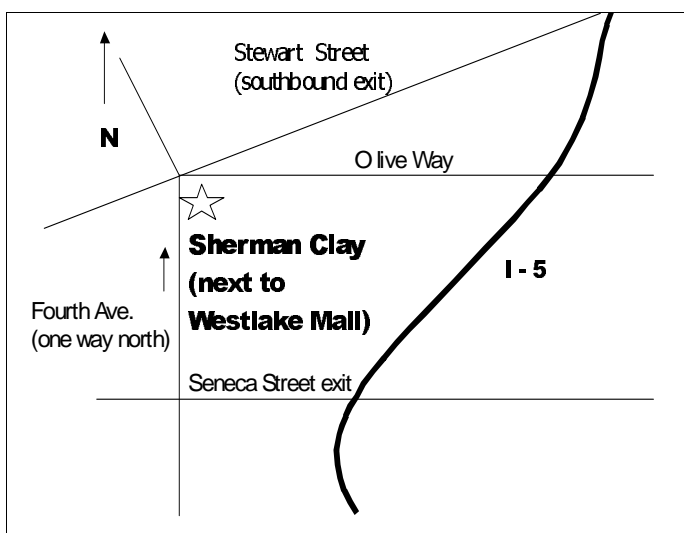 Stewart Street
(southbound exit)
N
Olive Way
Sherman Clay
(next to
Westlake Mall)
I - 5
Fourth Ave.
(one way north)
Seneca Street exit